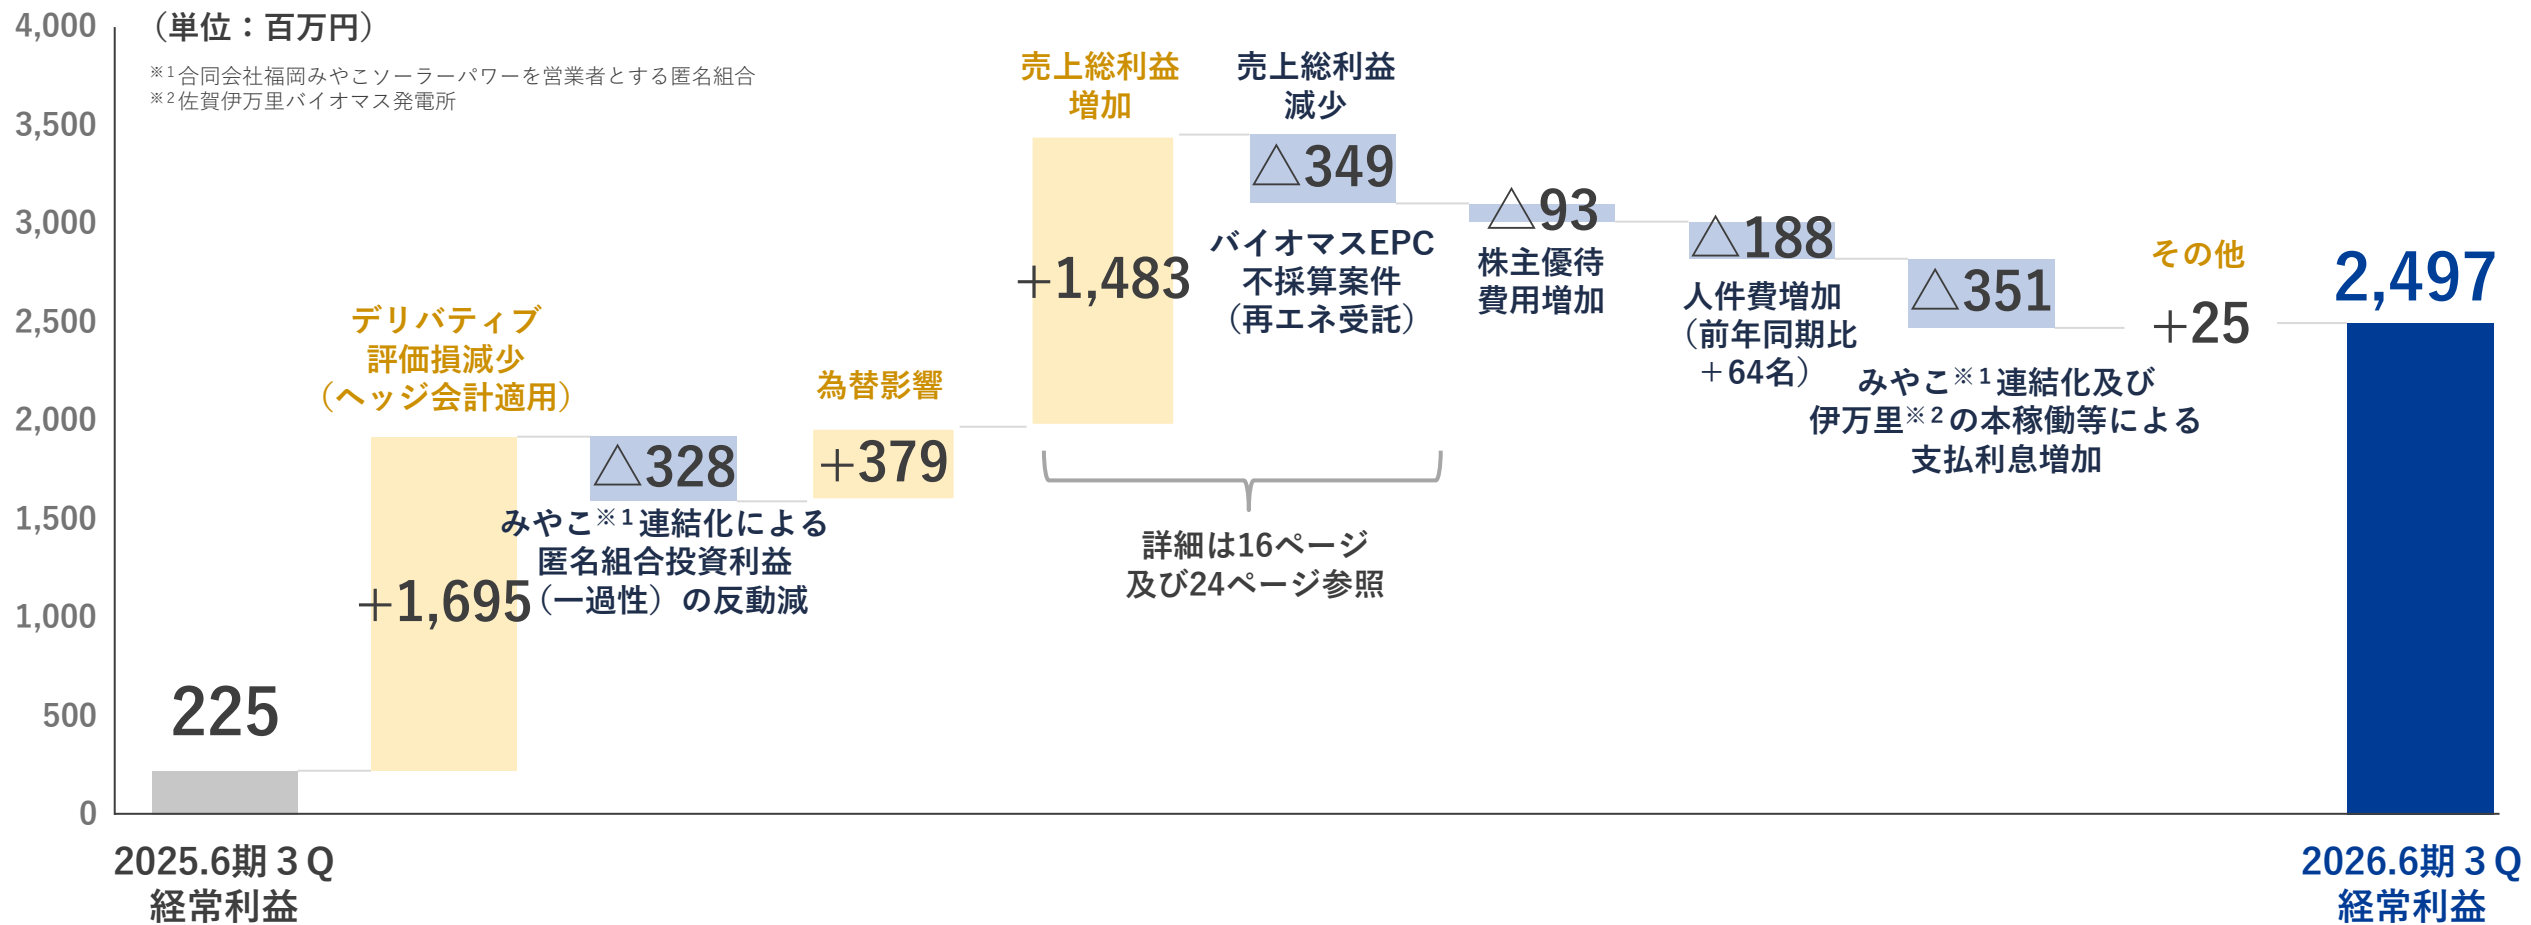 （単位：百万円）
※1合同会社福岡みやこソーラーパワーを営業者とする匿名組合
※2佐賀伊万里バイオマス発電所
4,000
3,500
3,000
2,500
2,000
1,500
1,000
500
0
225
2025.6期３Q
経常利益
デリバティブ
評価損減少
（ヘッジ会計適用）
+1,695
△328
みやこ※1連結化による
匿名組合投資利益
（一過性）の反動減
為替影響
+379
売上総利益
増加
+1,483
売上総利益
減少
△349
バイオマスEPC
不採算案件
（再エネ受託）
詳細は16ページ
及び24ページ参照
△93
株主優待
費用増加
△188
人件費増加
（前年同期比
＋64名）
△351
みやこ※1連結化及び
伊万里※2の本稼働等による
支払利息増加
その他
+25
2,497
2026.6期３Q
経常利益